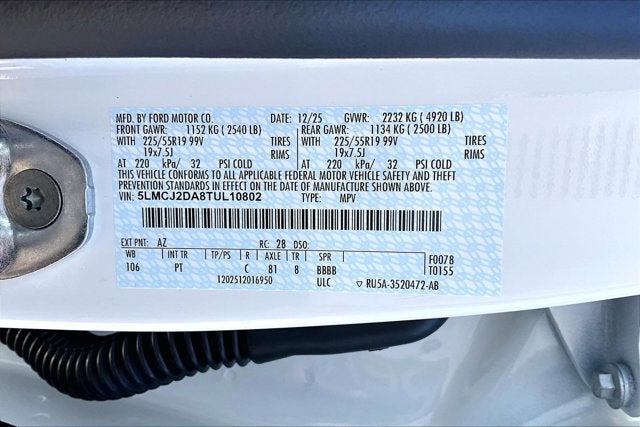 MFD. BY FORD MOTOR CO. DATE: 12/25 GVWR: 2232 KG ( 4920 LB)
FRONT GAWR: 1152 KG ( 2540 LB) REAR GAWR: 1134 KG ( 2500 LB)
WITH 225/55R19 99V TIRES WITH 225/55R19 99V TIRES
19x7.5J RIMS 19x7.5J RIMS
AT 220 kPa/ 32 PSI COLD AT 220 kPa/ 32 PSI COLD
THIS VEHICLE CONFORMS TO ALL APPLICABLE FEDERAL MOTOR VEHICLE SAFETY AND THEFT
PREVENTION STANDARDS IN EFFECT ON THE DATE OF MANUFACTURE SHOWN ABOVE.
VIN: 5LMCJ2DA8TUL10802 TYPE: MPV
EXT PNT: AZ RC: 28 DSO: F0078
WB INT TR TP/PS R AXLE TR SPR T0155
106 PT C 81 8 BBBB
1202512016950 ULC ▽ RU5A-3520472-AB